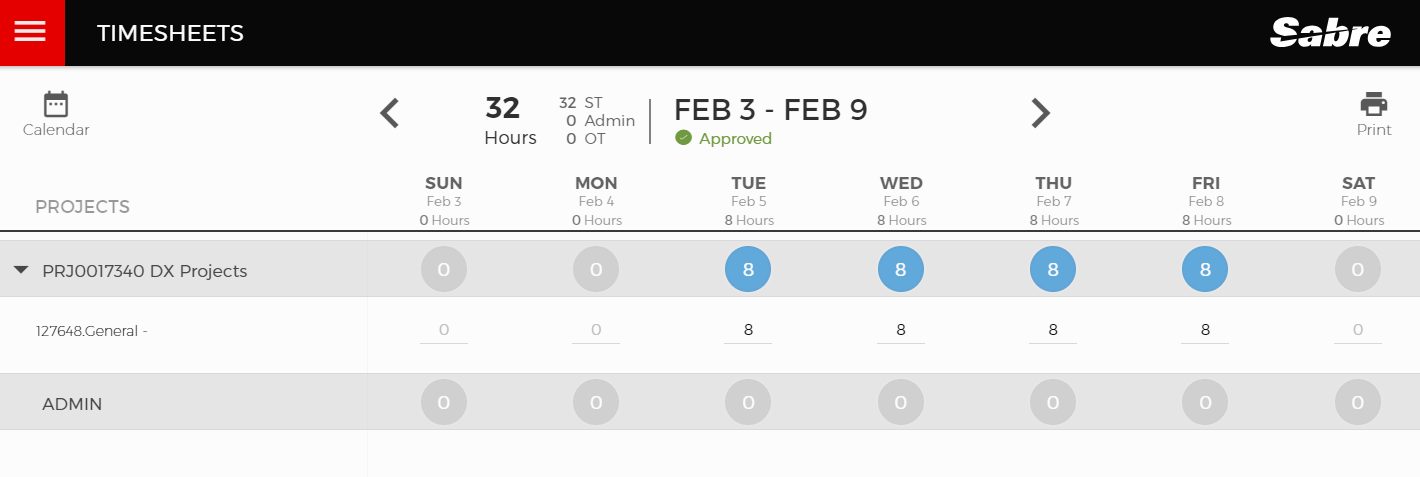 TIMESHEETS
Sabre
Calendar
32
Hours
32 ST
0 Admin
0 OT
FEB 3 - FEB 9
Approved
Print
PROJECTS
SUN MON TUE WED THU FRI SAT
Feb 3 Feb 4 Feb 5 Feb 6 Feb 7 Feb 8 Feb 9
0 Hours 0 Hours 8 Hours 8 Hours 8 Hours 8 Hours 0 Hours
PRJ0017340 DX Projects 0 0 8 8 8 8 0
127648.General - 0 0 8 8 8 8 0
ADMIN 0 0 0 0 0 0 0